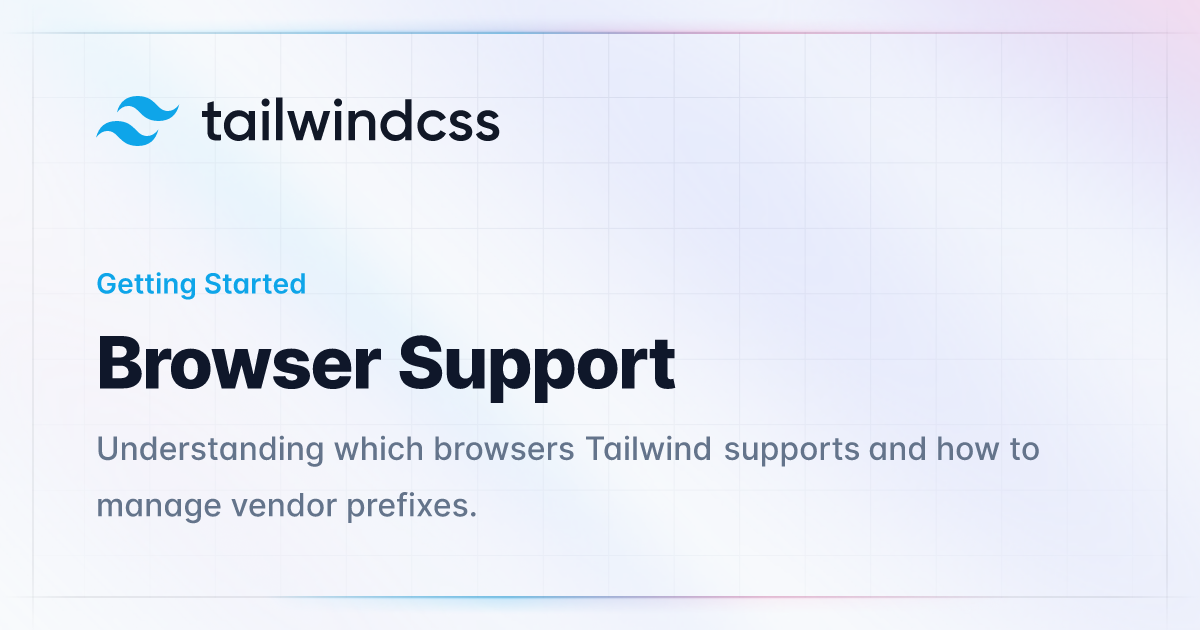 tailwindcss
Getting Started
Browser Support
Understanding which browsers Tailwind supports and how to
manage vendor prefixes.